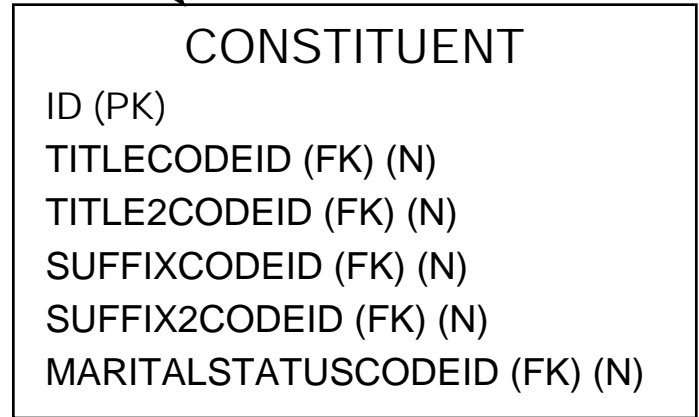 CONSTITUENT
ID (PK)
TITLECODEID (FK) (N)
TITLE2CODEID (FK) (N)
SUFFIXCODEID (FK) (N)
SUFFIX2CODEID (FK) (N)
MARITALSTATUSCODEID (FK) (N)